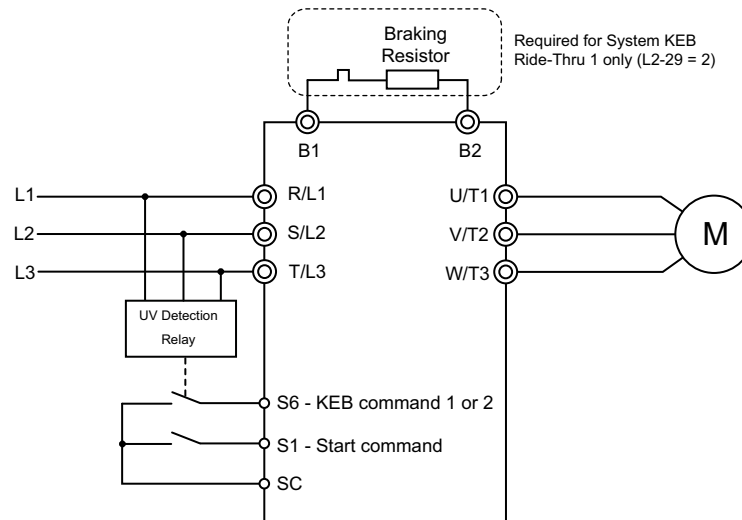 Braking
Resistor
Required for System KEB
Ride-Thru 1 only (L2-29 = 2)
B1
B2
L1
R/L1
U/T1
L2
S/L2
V/T2
M
L3
T/L3
W/T3
UV Detection
Relay
S6 - KEB command 1 or 2
S1 - Start command
SC